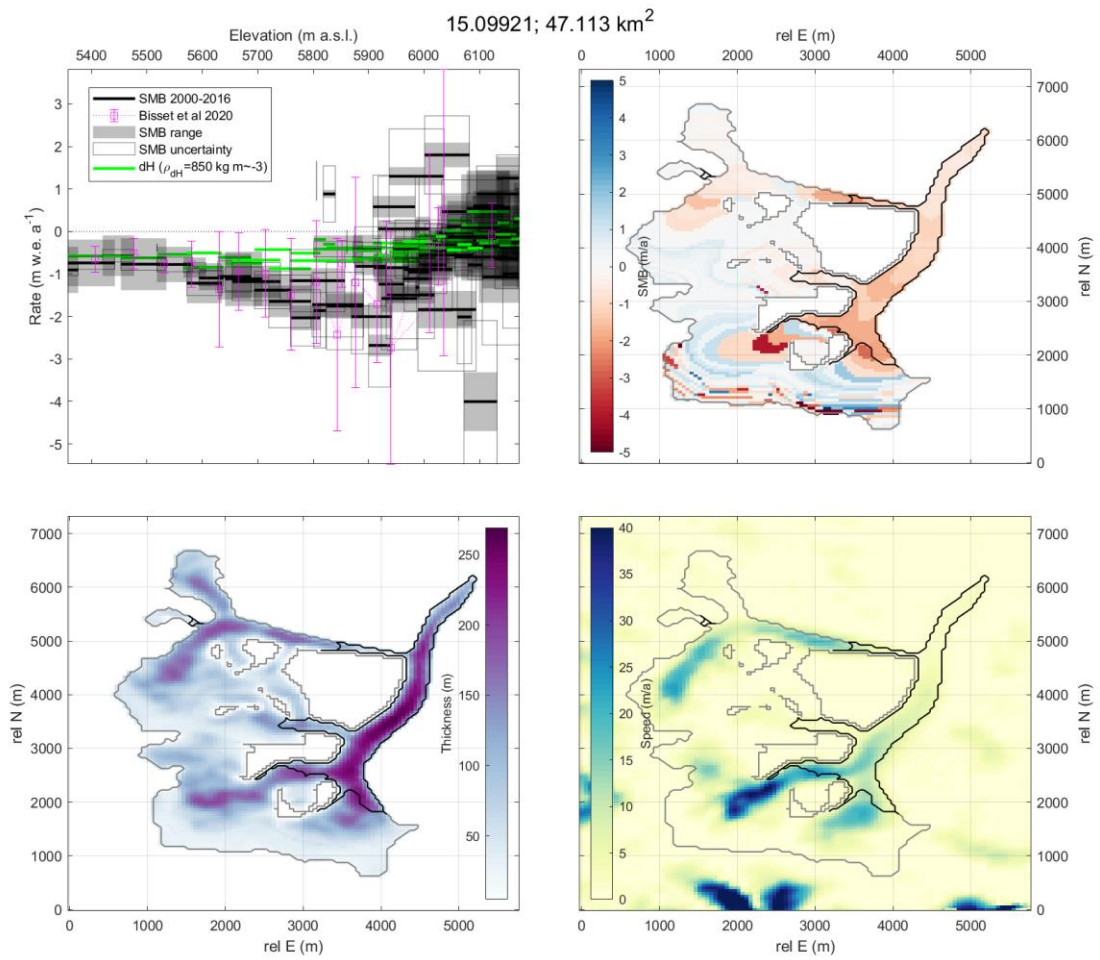 15.09921; 47.113 km2
Elevation (m a.s.l.)
5400 5500 5600 5700 5800 5900 6000 6100
SMB 2000-2016
Bisset et al 2020
SMB range
SMB uncertainty
dH (ρdH=850 kg m~-3)
Rate (m w.e. a-1)
3
2
1
0
-1
-2
-3
-4
-5
rel E (m)
0 1000 2000 3000 4000 5000
SMB (m/a)
5
4
3
2
1
0
-1
-2
-3
-4
-5
rel N (m)
7000
6000
5000
4000
3000
2000
1000
0
rel N (m)
7000
6000
5000
4000
3000
2000
1000
0
Thickness (m)
250
200
150
100
50
0 1000 2000 3000 4000 5000
rel E (m)
Speed (m/a)
40
35
30
25
20
15
10
5
0
rel N (m)
7000
6000
5000
4000
3000
2000
1000
0
0 1000 2000 3000 4000 5000
rel E (m)